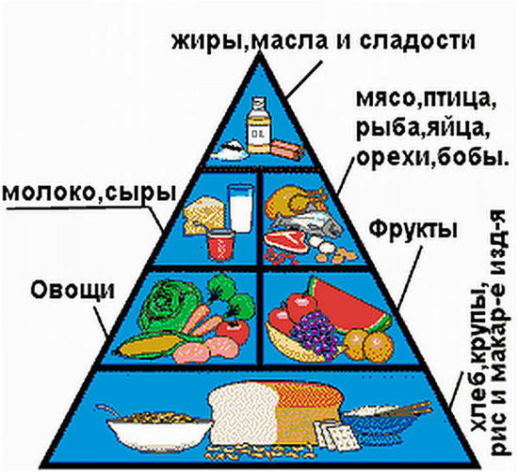 жиры,масла и сладости
мясо,птица,
рыба,яйца,
орехи,бобы.
молоко,сыры
Фрукты
Овощи
хлеб,крупы,
рис и макар-е изд-я
OIL